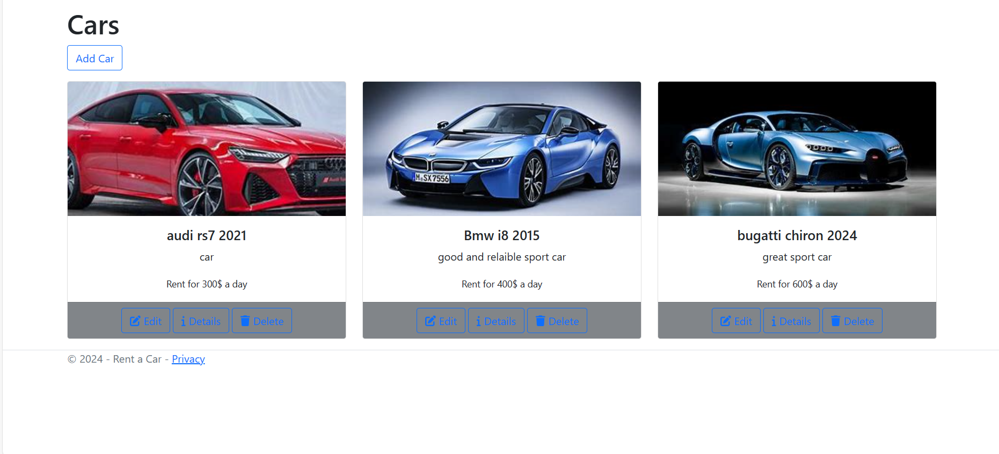 Cars
Add Car
M SX7556
audi rs7 2021
car
Rent for 300$ a day
Edit
Details
Delete
Bmw i8 2015
good and relaible sport car
Rent for 400$ a day
Edit
Details
Delete
bugatti chiron 2024
great sport car
Rent for 600$ a day
Edit
Details
Delete
© 2024 - Rent a Car - Privacy